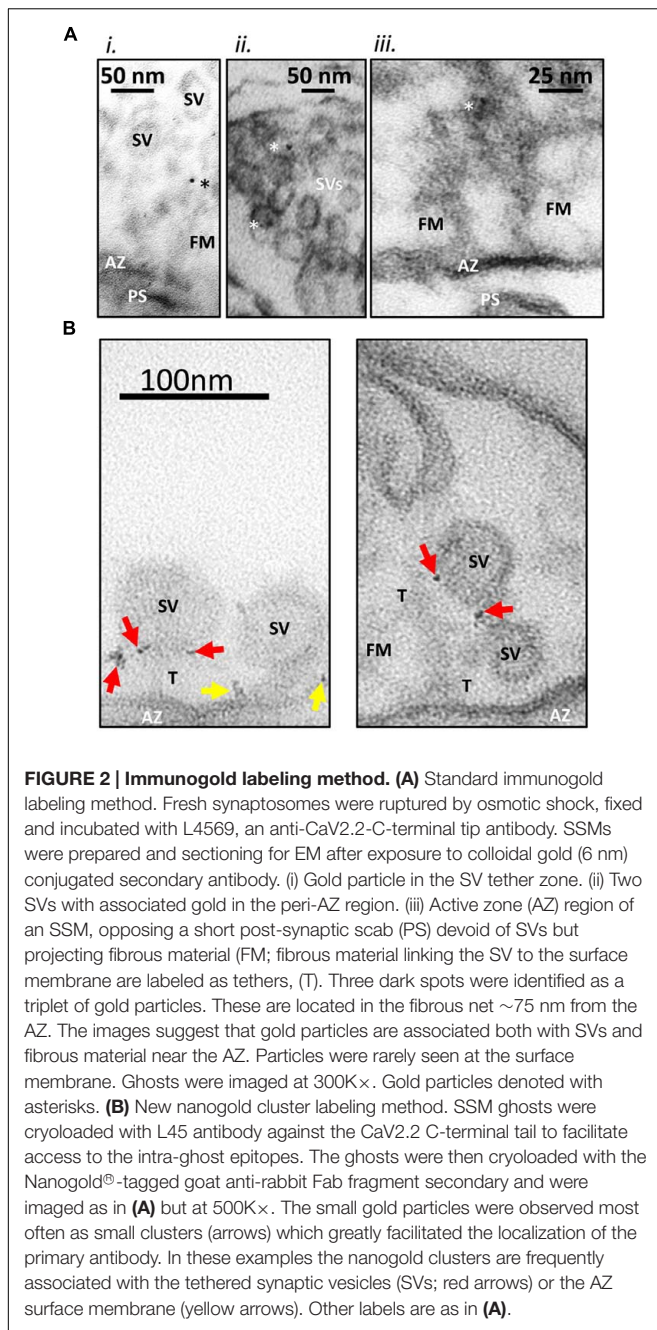 A
i.
ii.
iii.
50 nm
50 nm
25 nm
SV
SV
*
FM
AZ
PS
*
SVs
*
*
FM
FM
AZ
PS
B
100nm
SV
SV
T
AZ
SV
T
FM
SV
T
AZ
FIGURE 2 | Immunogold labeling method. (A) Standard immunogold
labeling method. Fresh synaptosomes were ruptured by osmotic shock, fixed
and incubated with L4569, an anti-CaV2.2-C-terminal tip antibody. SSMs
were prepared and sectioning for EM after exposure to colloidal gold (6 nm)
conjugated secondary antibody. (i) Gold particle in the SV tether zone. (ii) Two
SVs with associated gold in the peri-AZ region. (iii) Active zone (AZ) region of
an SSM, opposing a short post-synaptic scab (PS) devoid of SVs but
projecting fibrous material (FM; fibrous material linking the SV to the surface
membrane are labeled as tethers, (T). Three dark spots were identified as a
triplet of gold particles. These are located in the fibrous net ∼75 nm from the
AZ. The images suggest that gold particles are associated both with SVs and
fibrous material near the AZ. Particles were rarely seen at the surface
membrane. Ghosts were imaged at 300K×. Gold particles denoted with
asterisks. (B) New nanogold cluster labeling method. SSM ghosts were
cryoloaded with L45 antibody against the CaV2.2 C-terminal tail to facilitate
access to the intra-ghost epitopes. The ghosts were then cryoloaded with the
Nanogold®-tagged goat anti-rabbit Fab fragment secondary and were
imaged as in (A) but at 500K×. The small gold particles were observed most
often as small clusters (arrows) which greatly facilitated the localization of the
primary antibody. In these examples the nanogold clusters are frequently
associated with the tethered synaptic vesicles (SVs; red arrows) or the AZ
surface membrane (yellow arrows). Other labels are as in (A).